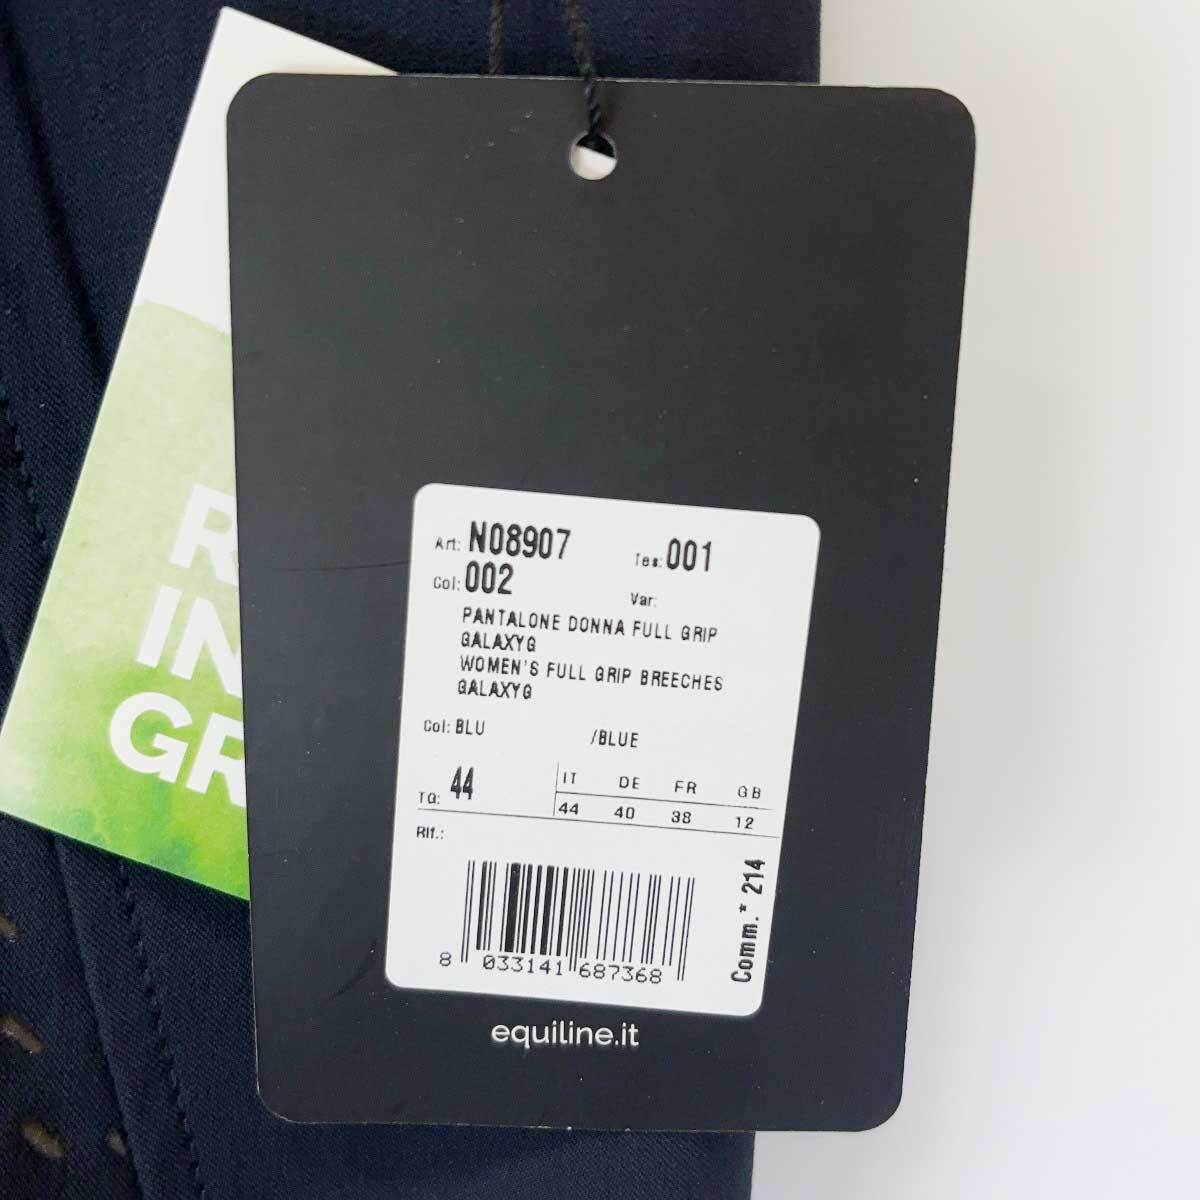 R
IN
GR
Art: N08907 Tes: 001
Col: 002 Var:
PANTALONE DONNA FULL GRIP
GALAXYG
WOMEN'S FULL GRIP BREECHES
GALAXYG
Col: BLU /BLUE
TG: 44
IT DE FR GB
44 40 38 12
Rif.:
Comm.* 214
8 033141 687368
equiline.it